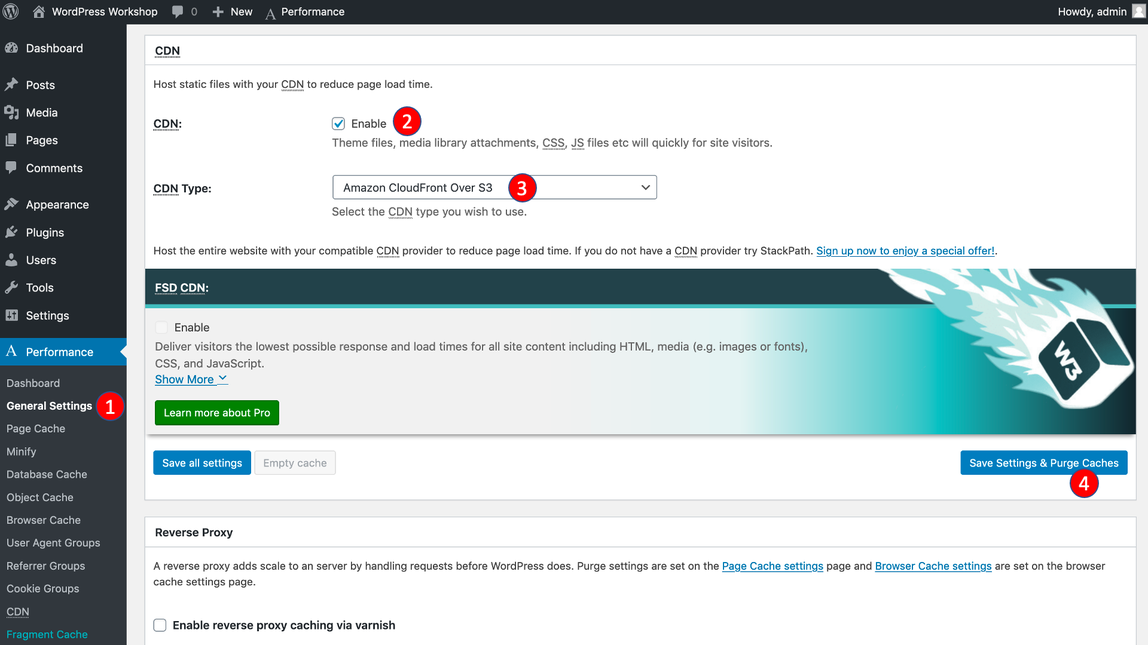 WordPress Workshop 0 New Performance Howdy, admin
Dashboard
Posts
Media
Pages
Comments
Appearance
Plugins
Users
Tools
Settings
Performance
Dashboard
General Settings 1
Page Cache
Minify
Database Cache
Object Cache
Browser Cache
User Agent Groups
Referrer Groups
Cookie Groups
CDN
Fragment Cache
CDN
Host static files with your CDN to reduce page load time.
CDN: Enable 2
Theme files, media library attachments, CSS, JS files etc will quickly for site visitors.
CDN Type: Amazon CloudFront Over S3 3
Select the CDN type you wish to use.
Host the entire website with your compatible CDN provider to reduce page load time. If you do not have a CDN provider try StackPath. Sign up now to enjoy a special offer!.
FSD CDN:
Enable
Deliver visitors the lowest possible response and load times for all site content including HTML, media (e.g. images or fonts),
CSS, and JavaScript.
Show More
W3
Learn more about Pro
Save all settings Empty cache Save Settings & Purge Caches
4
Reverse Proxy
A reverse proxy adds scale to an server by handling requests before WordPress does. Purge settings are set on the Page Cache settings page and Browser Cache settings are set on the browser
cache settings page.
Enable reverse proxy caching via varnish